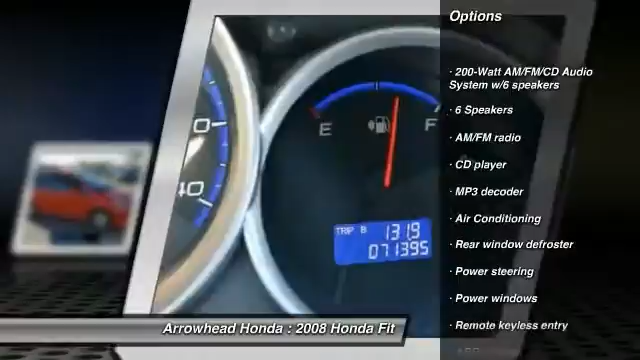 Options
· 200-Watt AM/FM/CD Audio
System w/6 speakers
· 6 Speakers
· AM/FM radio
· CD player
· MP3 decoder
· Air Conditioning
· Rear window defroster
· Power steering
· Power windows
· Remote keyless entry
E
F
TRIP B 131.9
071395
Arrowhead Honda : 2008 Honda Fit